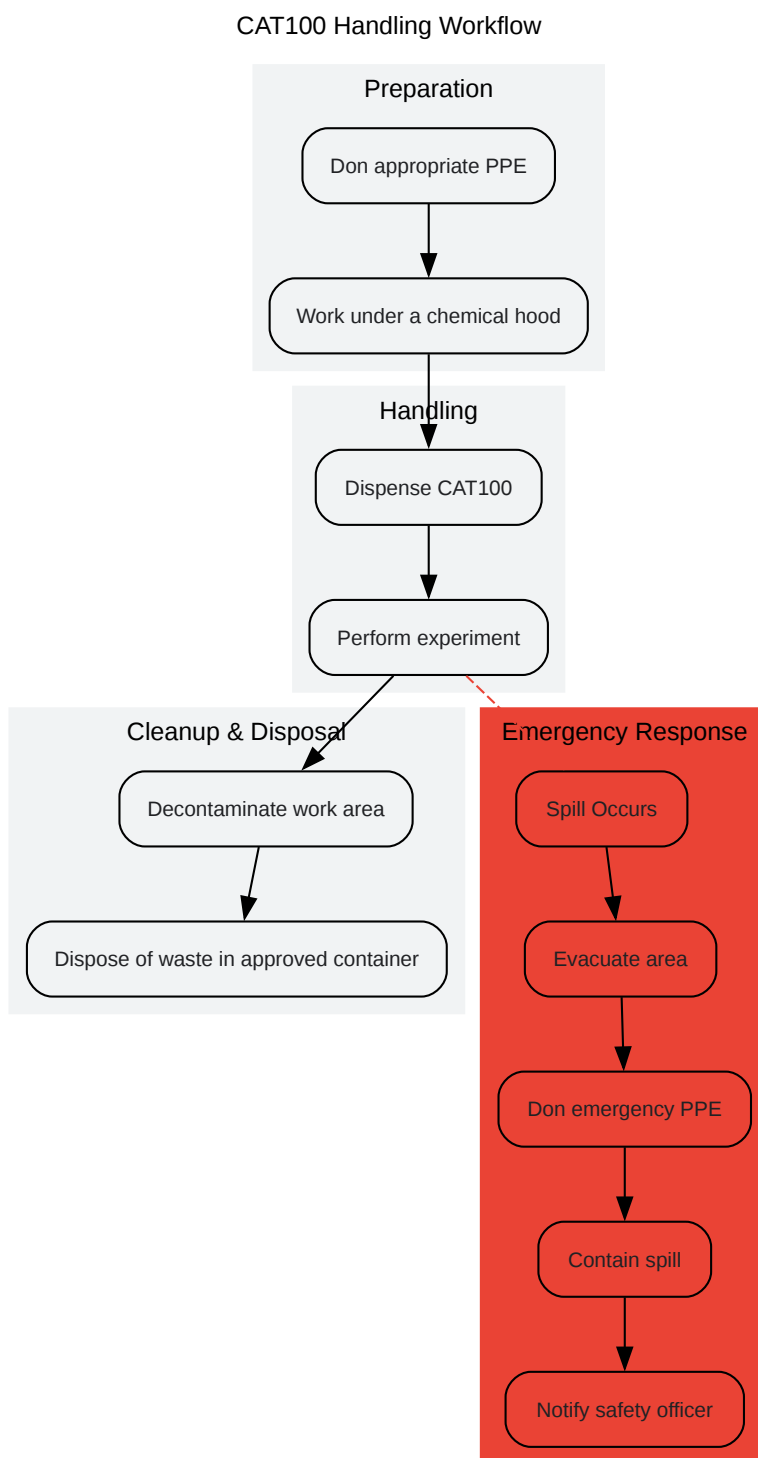 CAT100 Handling Workflow
Preparation
Don appropriate PPE
Work under a chemical hood
Handling
Dispense CAT100
Perform experiment
Cleanup & Disposal
Decontaminate work area
Dispose of waste in approved container
Emergency Response
Spill Occurs
Evacuate area
Don emergency PPE
Contain spill
Notify safety officer